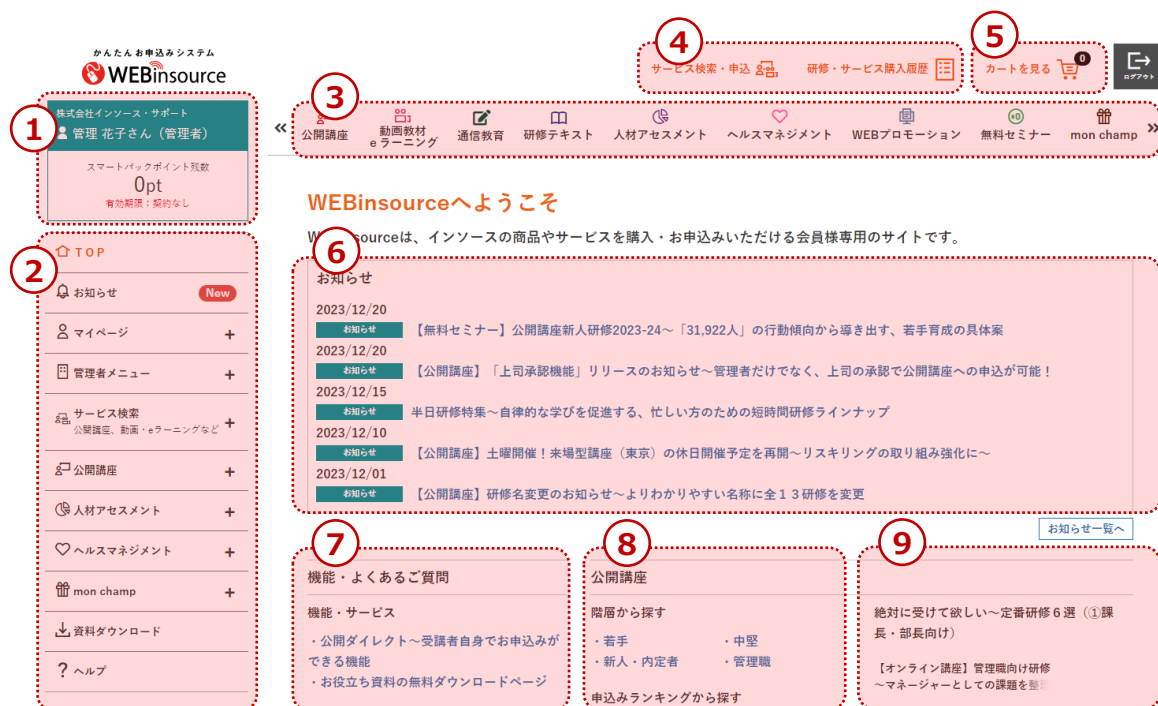 かんたんお申込みシステム
WEBinsource
①
株式会社インソース・サポート
管理 花子さん（管理者）
スマートパックポイント残数
0pt
有効期限：契約なし
②
TOP
お知らせ New
マイページ +
管理者メニュー +
サービス検索 +
公開講座、動画・eラーニングなど
公開講座 +
人材アセスメント +
ヘルスマネジメント +
mon champ +
資料ダウンロード
? ヘルプ
④
サービス検索・申込
研修・サービス購入履歴
⑤
カートを見る 0
ログアウト
③
«
公開講座
動画教材
eラーニング
通信教育
研修テキスト
人材アセスメント
ヘルスマネジメント
WEBプロモーション
¥0
無料セミナー
mon champ
»
WEBinsourceへようこそ
WEBinsourceは、インソースの商品やサービスを購入・お申込みいただける会員様専用のサイトです。
⑥
お知らせ
2023/12/20
お知らせ 【無料セミナー】公開講座新人研修2023-24～「31,922人」の行動傾向から導き出す、若手育成の具体案
2023/12/20
お知らせ 【公開講座】「上司承認機能」リリースのお知らせ～管理者だけでなく、上司の承認で公開講座への申込が可能！
2023/12/15
お知らせ 半日研修特集～自律的な学びを促進する、忙しい方のための短時間研修ラインナップ
2023/12/10
お知らせ 【公開講座】土曜開催！来場型講座（東京）の休日開催予定を再開～リスキリングの取り組み強化に～
2023/12/01
お知らせ 【公開講座】研修名変更のお知らせ～よりわかりやすい名称に全１３研修を変更
お知らせ一覧へ
⑦
機能・よくあるご質問
機能・サービス
・公開ダイレクト～受講者自身でお申込みが
できる機能
・お役立ち資料の無料ダウンロードページ
⑧
公開講座
階層から探す
・若手 ・中堅
・新人・内定者 ・管理職
申込みランキングから探す
⑨
絶対に受けて欲しい～定番研修６選（①課
長・部長向け）
【オンライン講座】管理職向け研修
～マネージャーとしての課題を整理